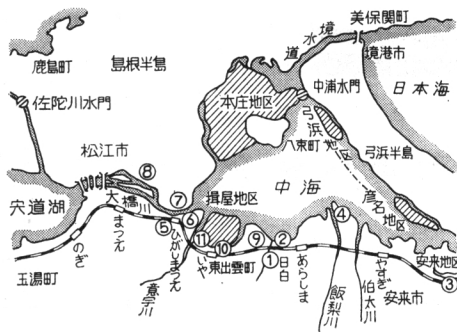 美保関町
境水道
境港市
鹿島町
島根半島
中浦水門
日本海
本庄地区
佐陀川水門
弓浜地区
八束町
弓浜半島
松江市
⑧
中海
彦名地区
宍道湖
大橋川
⑦
揖屋地区
④
まつえ
⑤
⑥
⑪
⑩
⑨
②
安来地区
のぎ
ひがしまつえ
いや
東出雲町
①
日白
あらしま
やすぎ
③
玉湯町
意宇川
飯梨川
伯太川
安来市